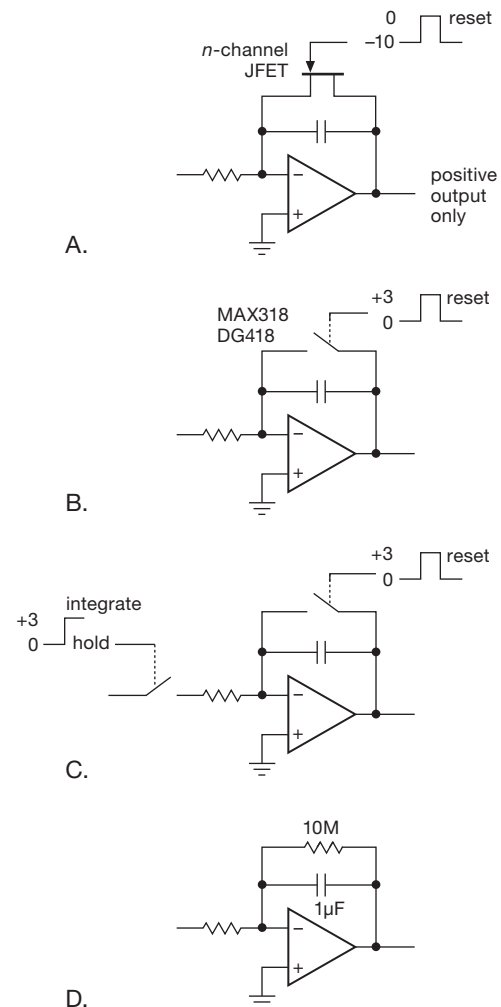 0
reset
–10
n-channel
JFET
–
+
positive
output
only
A.
MAX318
DG418
+3
reset
0
–
+
B.
+3
reset
0
integrate
+3
0
hold
–
+
C.
10M
1µF
–
+
D.